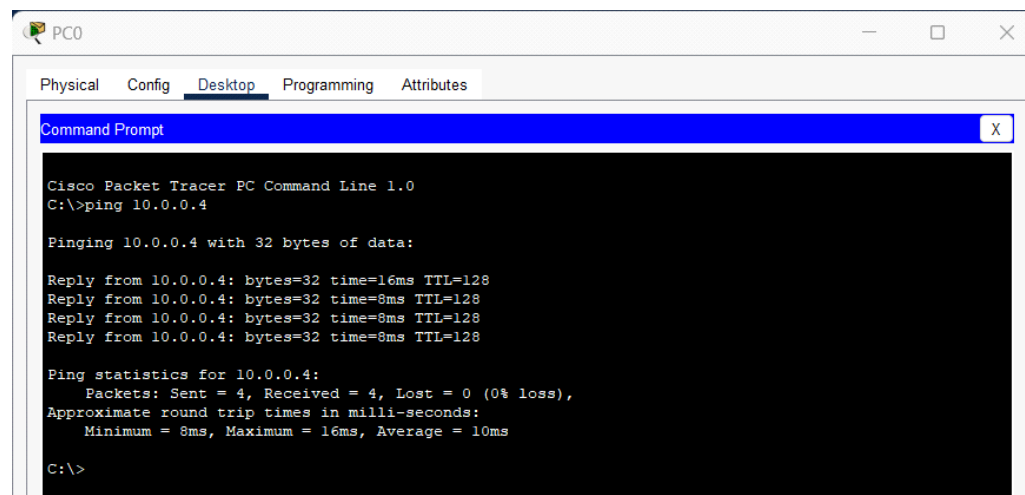 PC0
Physical Config Desktop Programming Attributes
Command Prompt
X
Cisco Packet Tracer PC Command Line 1.0
C:\>ping 10.0.0.4
Pinging 10.0.0.4 with 32 bytes of data:
Reply from 10.0.0.4: bytes=32 time=16ms TTL=128
Reply from 10.0.0.4: bytes=32 time=8ms TTL=128
Reply from 10.0.0.4: bytes=32 time=8ms TTL=128
Reply from 10.0.0.4: bytes=32 time=8ms TTL=128
Ping statistics for 10.0.0.4:
Packets: Sent = 4, Received = 4, Lost = 0 (0% loss),
Approximate round trip times in milli-seconds:
Minimum = 8ms, Maximum = 16ms, Average = 10ms
C:\>